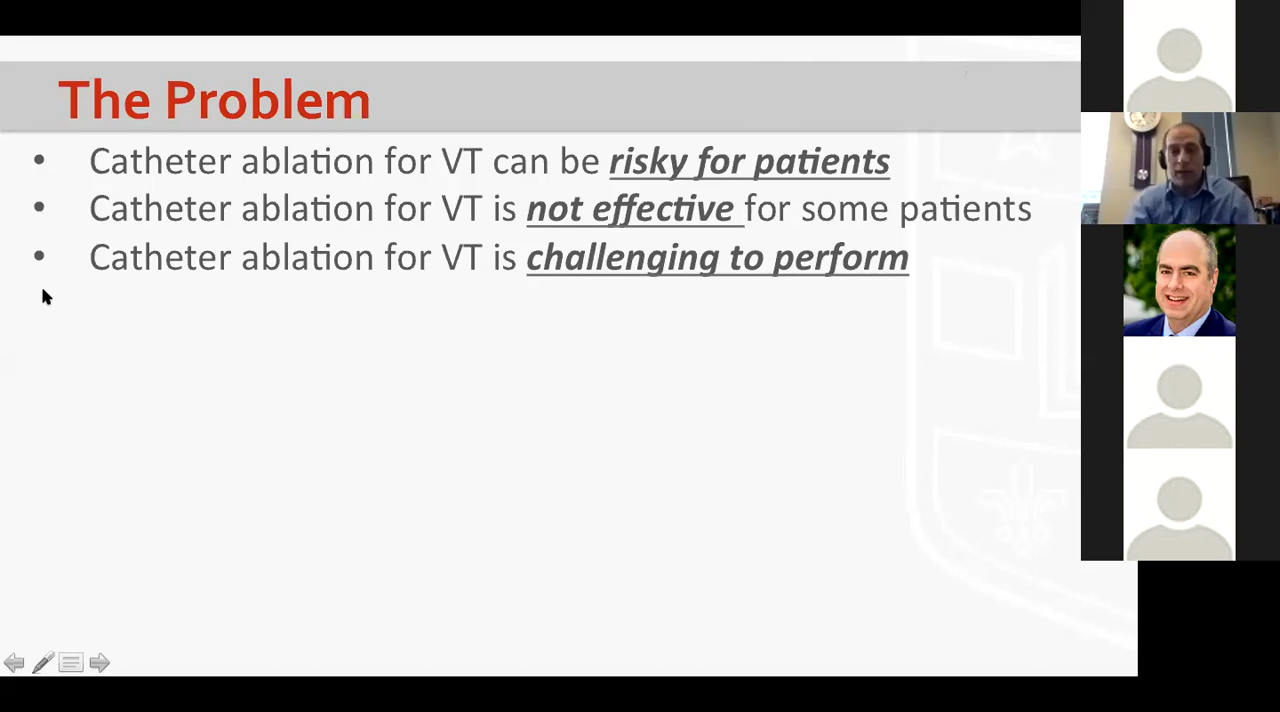 The Problem
• Catheter ablation for VT can be risky for patients
• Catheter ablation for VT is not effective for some patients
• Catheter ablation for VT is challenging to perform